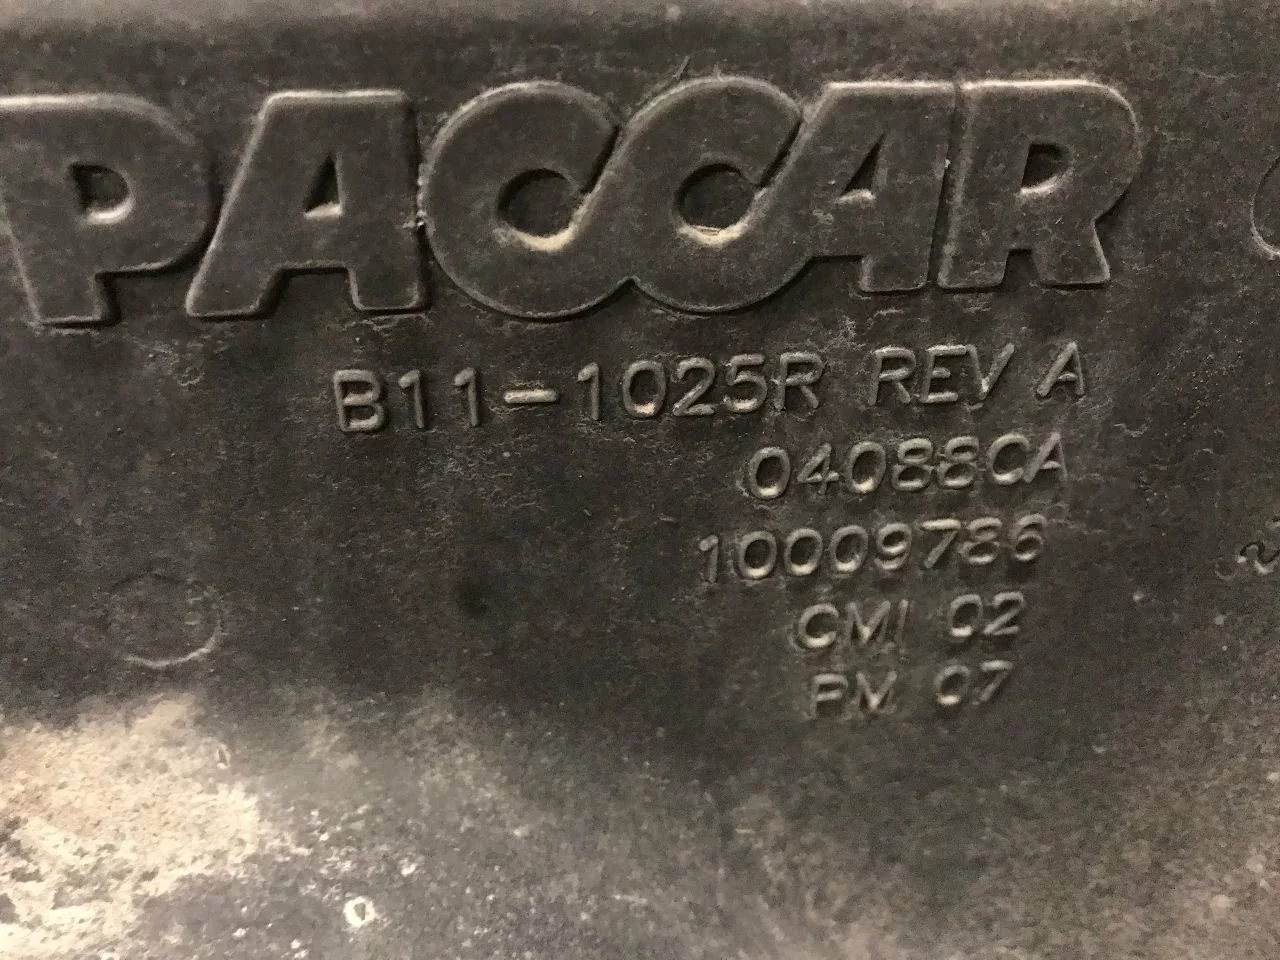 PACCAR
B11-1025R REV A
04088CA
10009786
CMI 02
PM 07